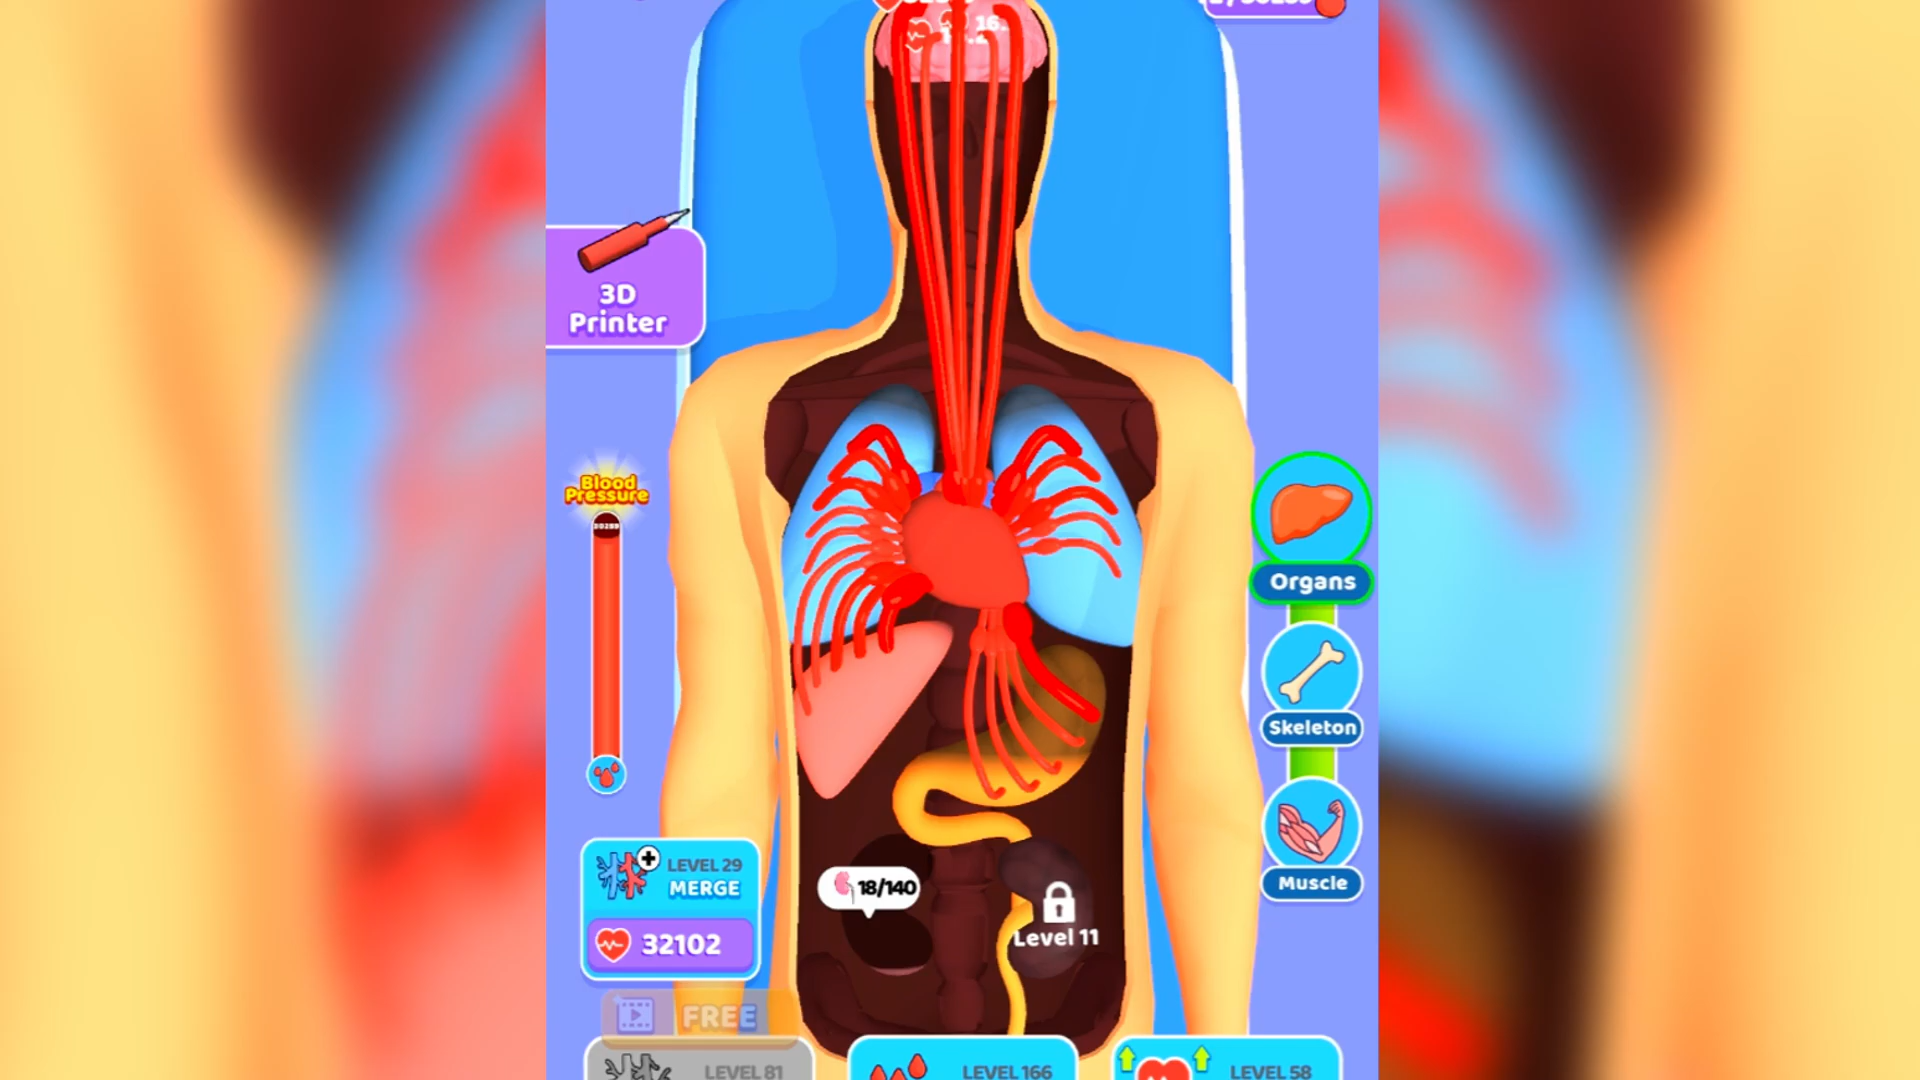 3D
Printer
Blood
Pressure
Organs
Skeleton
Muscle
LEVEL 29
MERGE
32102
18/140
Level 11
FREE
LEVEL 81
LEVEL 166
LEVEL 58